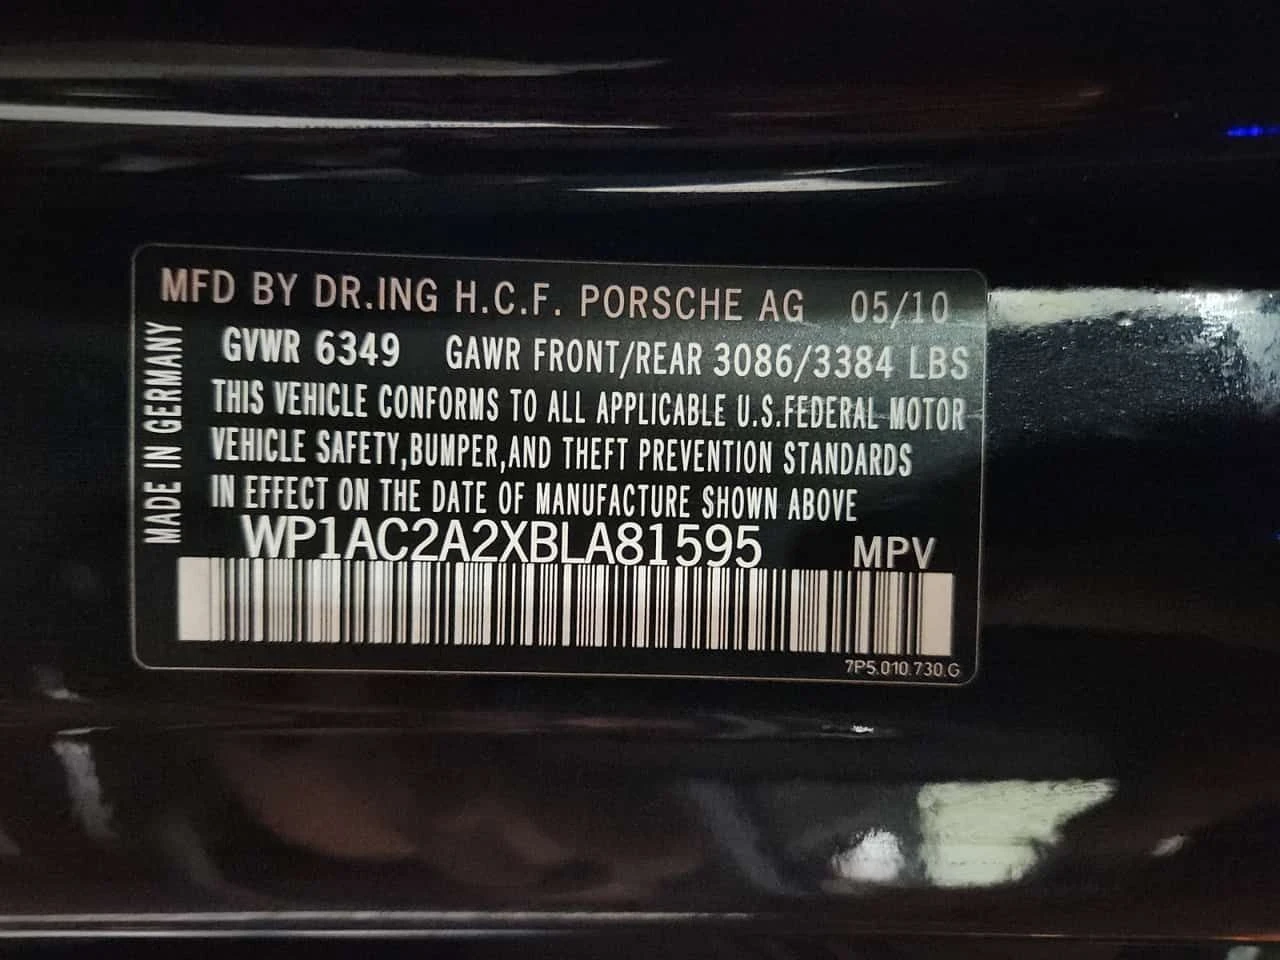 MFD BY DR.ING H.C.F. PORSCHE AG 05/10
GVWR 6349 GAWR FRONT/REAR 3086/3384 LBS
THIS VEHICLE CONFORMS TO ALL APPLICABLE U.S.FEDERAL MOTOR
VEHICLE SAFETY,BUMPER,AND THEFT PREVENTION STANDARDS
IN EFFECT ON THE DATE OF MANUFACTURE SHOWN ABOVE
WP1AC2A2XBLA81595 MPV
7P5.010.730.G
MADE IN GERMANY